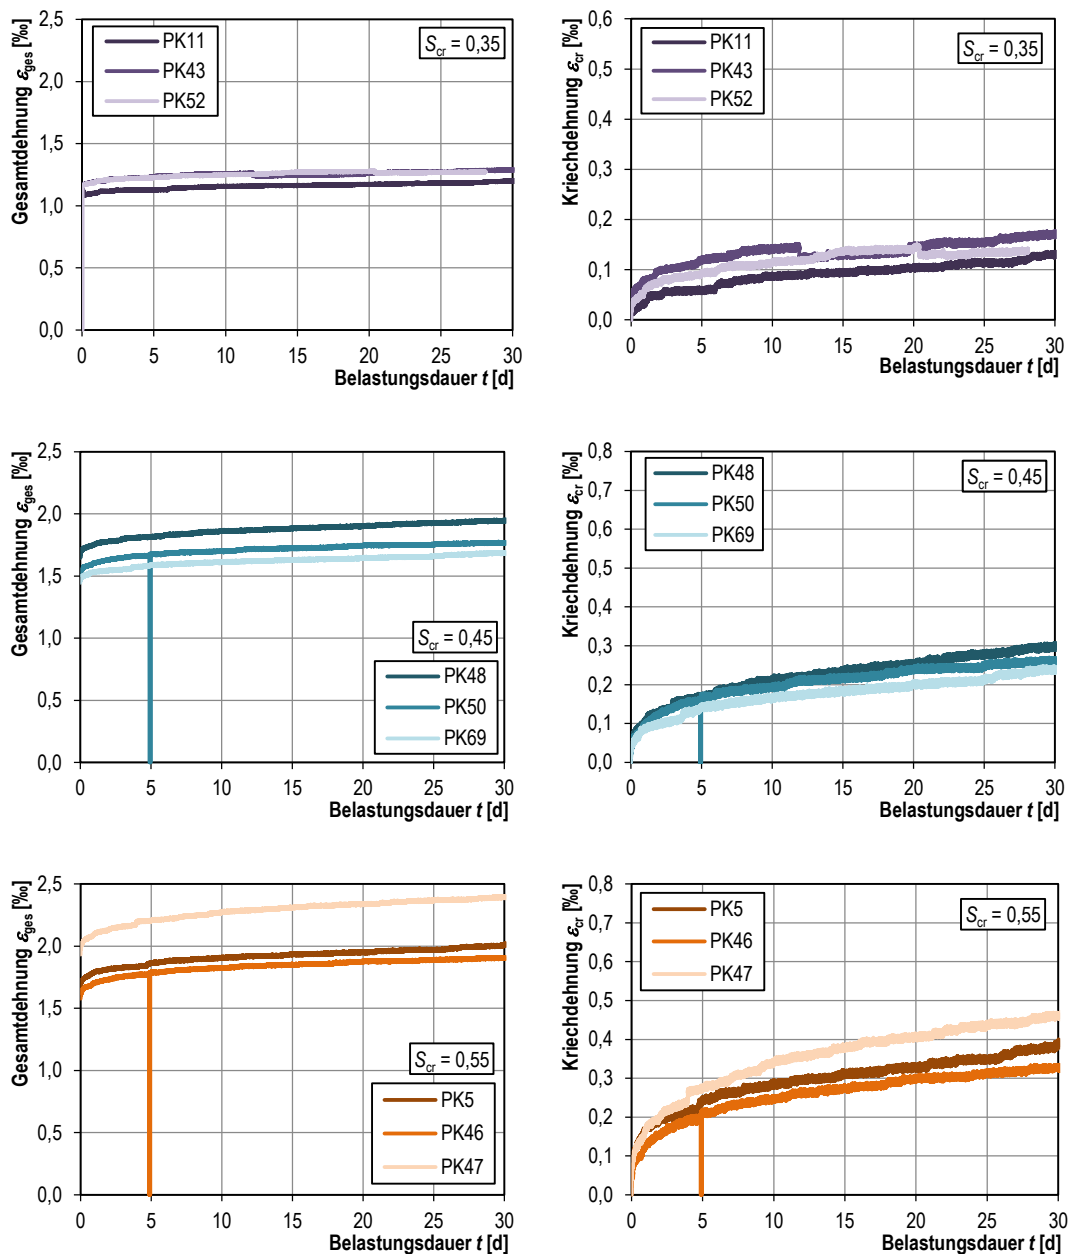 Gesamtdehnung εges [‰]
2,5
2,0
1,5
1,0
0,5
0,0
PK11
PK43
PK52
Scr = 0,35
0 5 10 15 20 25 30
Belastungsdauer t [d]
Kriechdehnung εcr [‰]
0,6
0,5
0,4
0,3
0,2
0,1
0,0
PK11
PK43
PK52
Scr = 0,35
0 5 10 15 20 25 30
Belastungsdauer t [d]
Gesamtdehnung εges [‰]
2,5
2,0
1,5
1,0
0,5
0,0
Scr = 0,45
PK48
PK50
PK69
0 5 10 15 20 25 30
Belastungsdauer t [d]
Kriechdehnung εcr [‰]
0,8
0,7
0,6
0,5
0,4
0,3
0,2
0,1
0,0
PK48
PK50
PK69
Scr = 0,45
0 5 10 15 20 25 30
Belastungsdauer t [d]
Gesamtdehnung εges [‰]
2,5
2,0
1,5
1,0
0,5
0,0
Scr = 0,55
PK5
PK46
PK47
0 5 10 15 20 25 30
Belastungsdauer t [d]
Kriechdehnung εcr [‰]
0,8
0,7
0,6
0,5
0,4
0,3
0,2
0,1
0,0
PK5
PK46
PK47
Scr = 0,55
0 5 10 15 20 25 30
Belastungsdauer t [d]